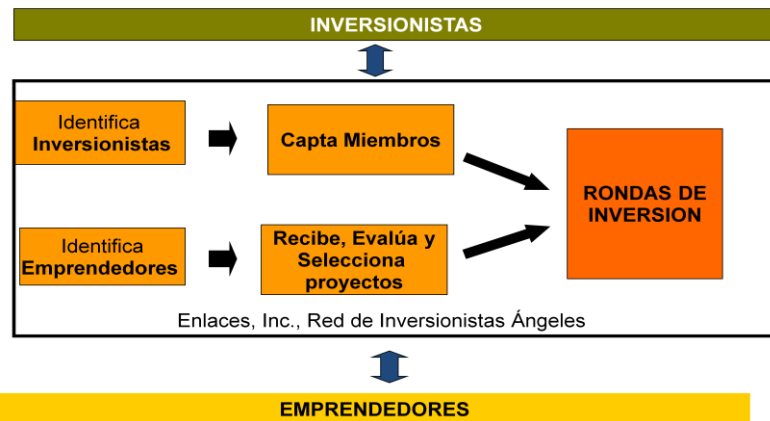 INVERSIONISTAS
Identifica
Inversionistas
Capta Miembros
RONDAS DE
INVERSION
Identifica
Emprendedores
Recibe, Evalúa y
Selecciona
proyectos
Enlaces, Inc., Red de Inversionistas Ángeles
EMPRENDEDORES